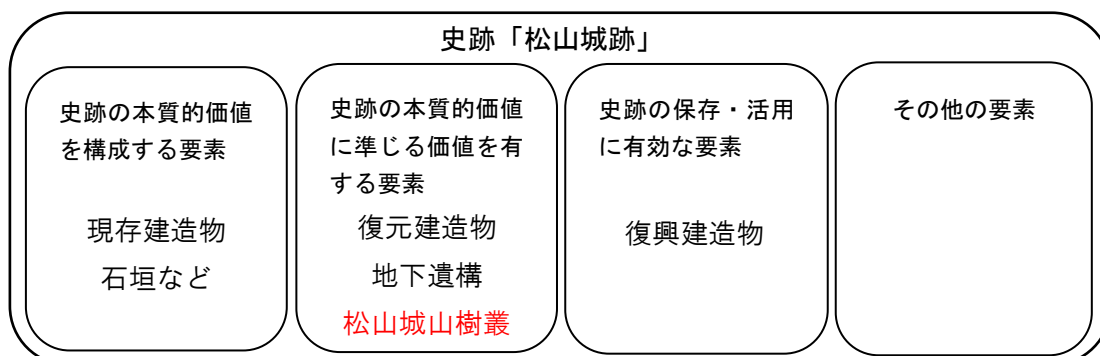 史跡「松山城跡」
史跡の本質的価値
を構成する要素
現存建造物
石垣など
史跡の本質的価値
に準じる価値を有
する要素
復元建造物
地下遺構
松山城山樹叢
史跡の保存・活用
に有効な要素
復興建造物
その他の要素